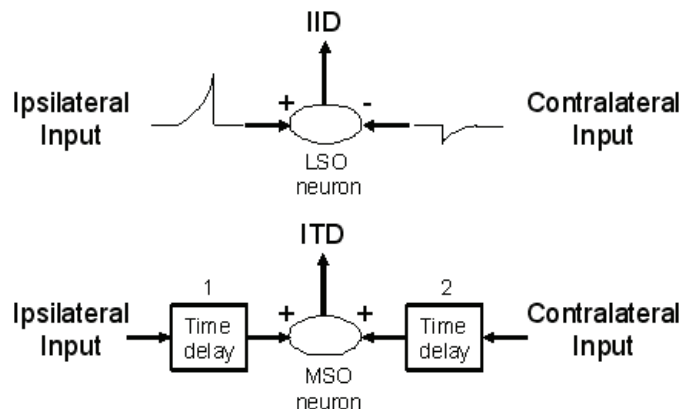 IID
Ipsilateral
Input
+
-
Contralateral
Input
LSO
neuron
ITD
Ipsilateral
Input
1
Time
delay
+
+
2
Time
delay
Contralateral
Input
MSO
neuron